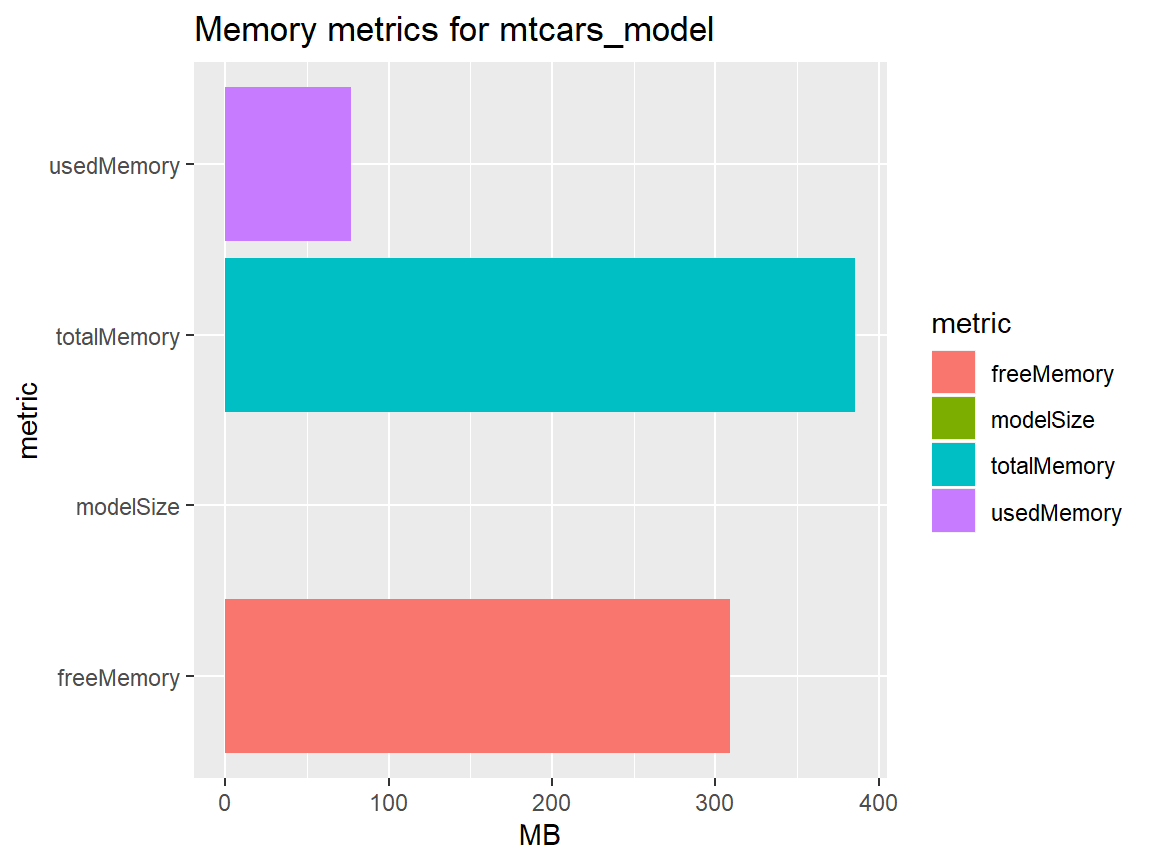 Memory metrics for mtcars_model
metric
usedMemory
totalMemory
modelSize
freeMemory
0 100 200 300 400
MB
metric
freeMemory
modelSize
totalMemory
usedMemory